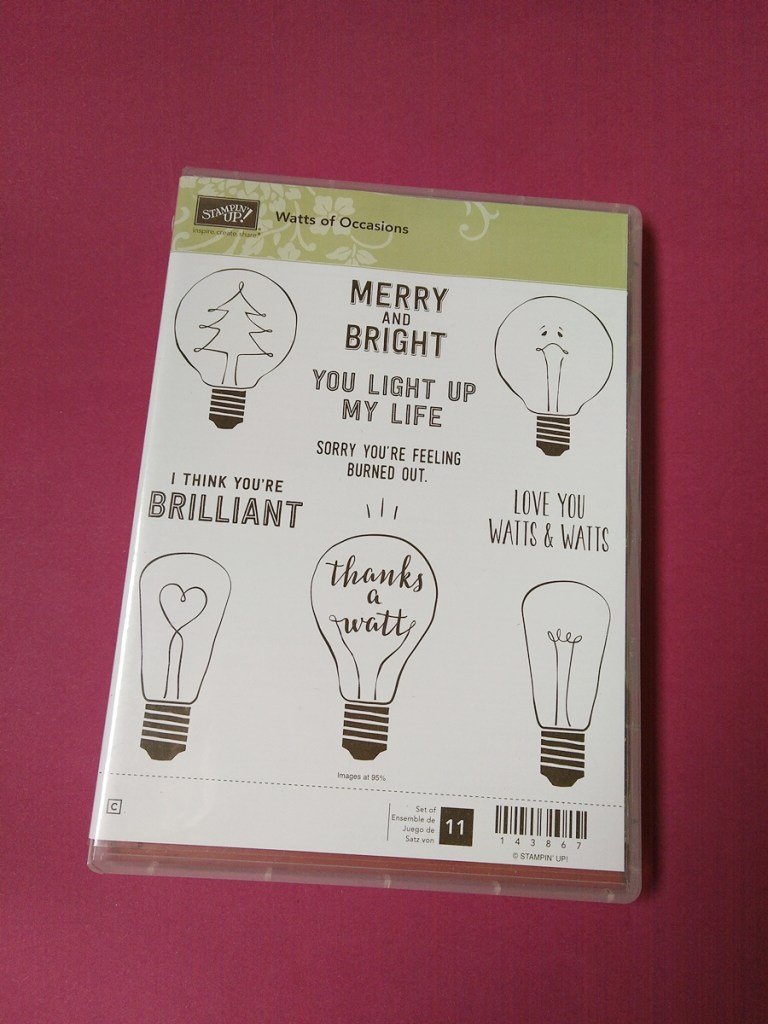 STAMPIN' UP!
inspire.create.share.®
Watts of Occasions
MERRY
AND
BRIGHT
YOU LIGHT UP
MY LIFE
SORRY YOU'RE FEELING
BURNED OUT.
I THINK YOU'RE
BRILLIANT
LOVE YOU
WATTS & WATTS
thanks
a
watt
Images at 95%
C
Set of
Ensemble de
Juego de
Satz von
11
143867
© STAMPIN' UP!